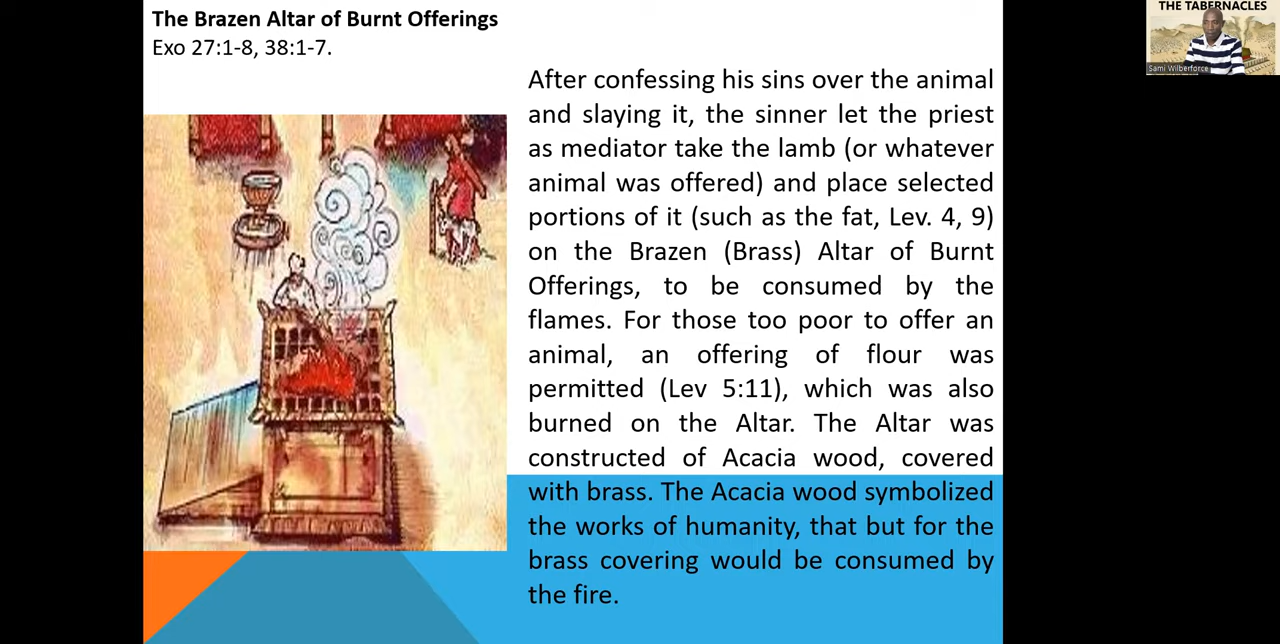 The Brazen Altar of Burnt Offerings
Exo 27:1-8, 38:1-7.
After confessing his sins over the animal
and slaying it, the sinner let the priest
as mediator take the lamb (or whatever
animal was offered) and place selected
portions of it (such as the fat, Lev. 4, 9)
on the Brazen (Brass) Altar of Burnt
Offerings, to be consumed by the
flames. For those too poor to offer an
animal, an offering of flour was
permitted (Lev 5:11), which was also
burned on the Altar. The Altar was
constructed of Acacia wood, covered
with brass. The Acacia wood symbolized
the works of humanity, that but for the
brass covering would be consumed by
the fire.
THE TABERNACLES
Sami Wilberforce